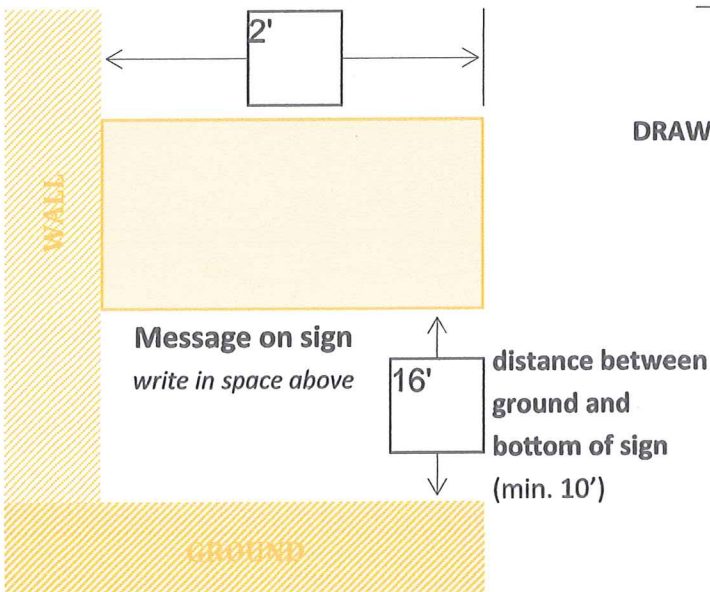 2'
DRAW
WALL
Message on sign
write in space above
16'
distance between
ground and
bottom of sign
(min. 10')
GROUND